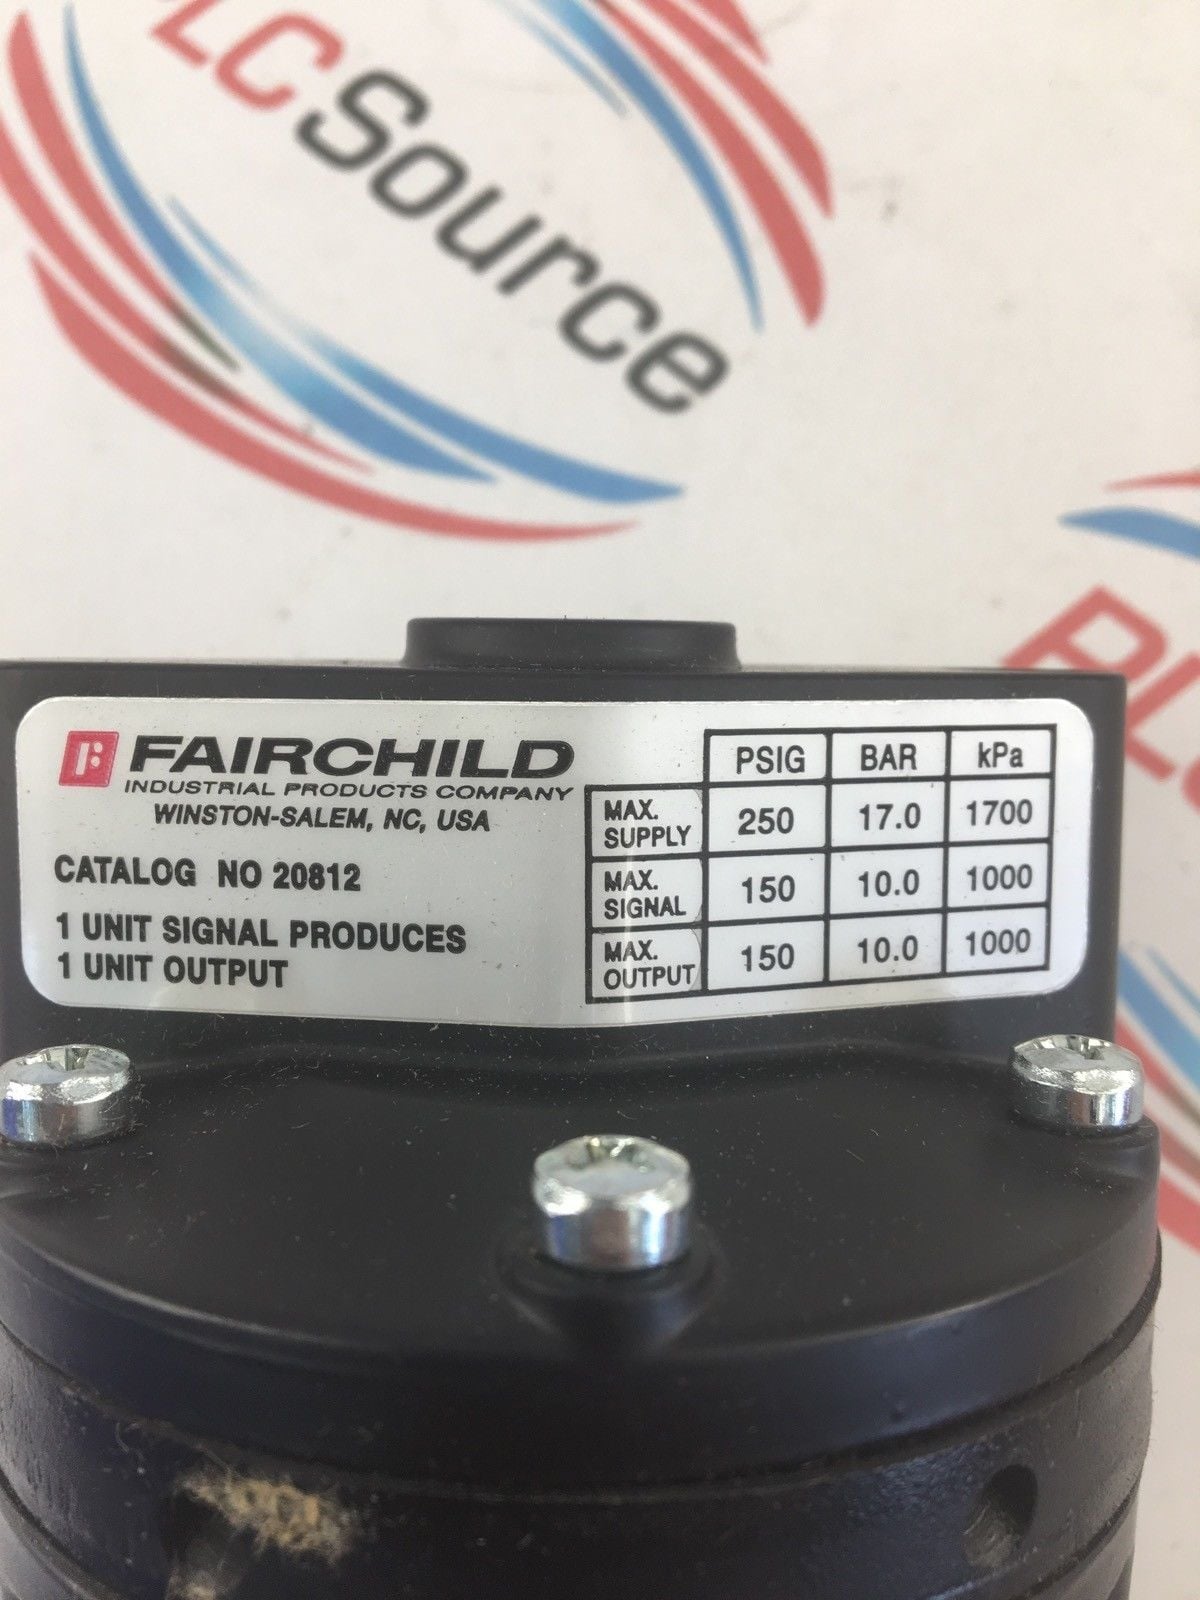 PLCSource
PL
FAIRCHILD
INDUSTRIAL PRODUCTS COMPANY
WINSTON-SALEM, NC, USA
CATALOG NO 20812
1 UNIT SIGNAL PRODUCES
1 UNIT OUTPUT
PSIG BAR kPa
MAX.
SUPPLY 250 17.0 1700
MAX.
SIGNAL 150 10.0 1000
MAX.
OUTPUT 150 10.0 1000